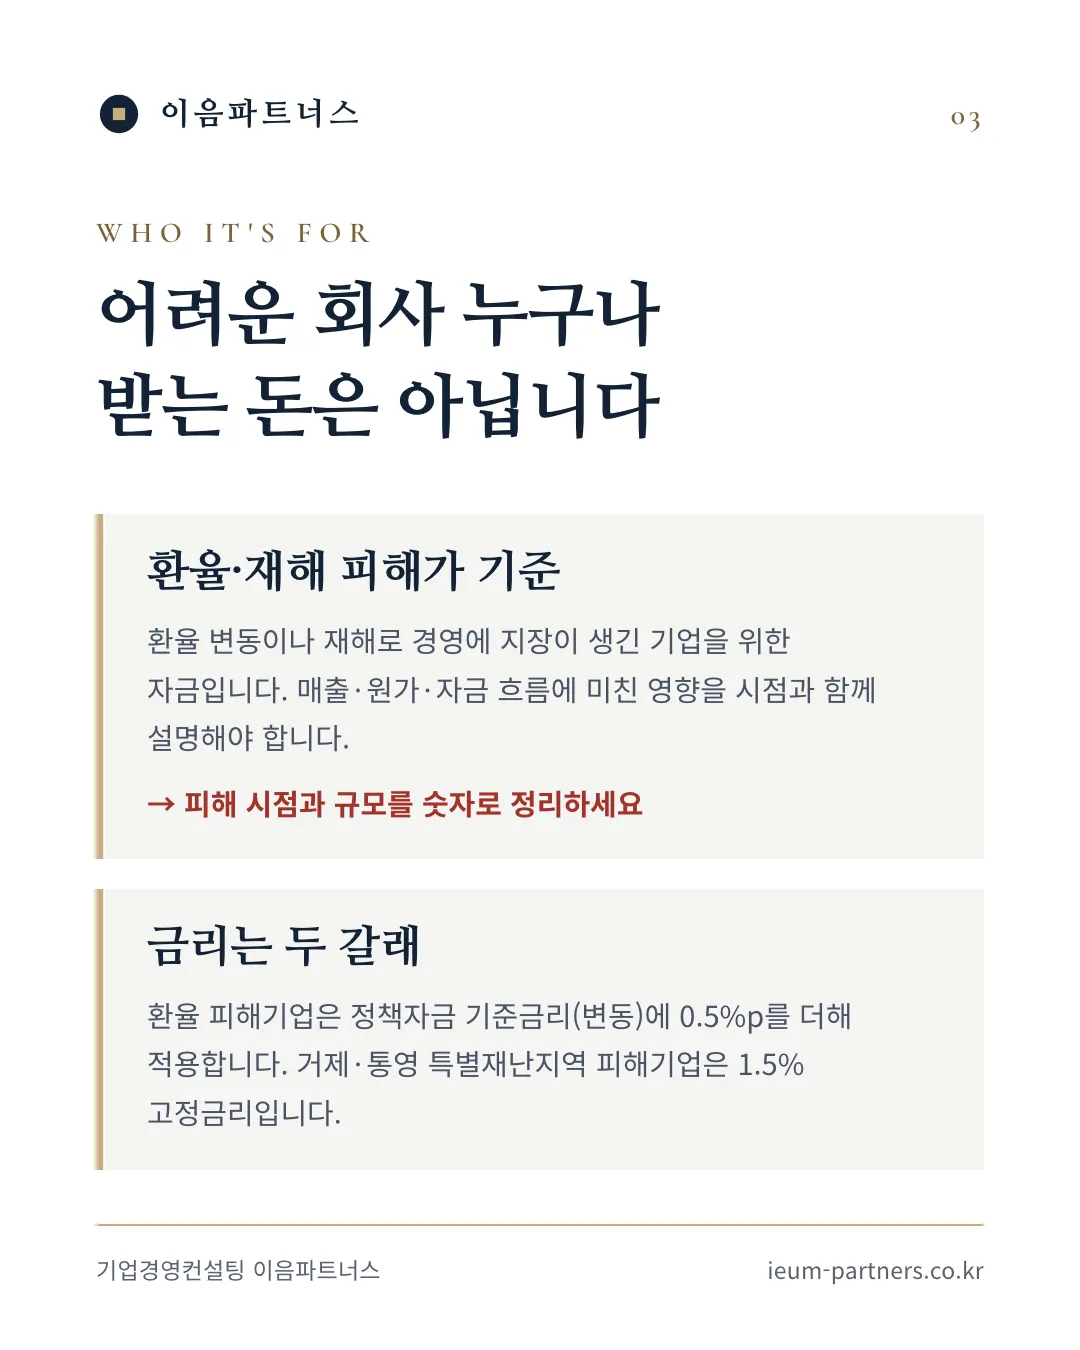 이음파트너스
03
WHO IT'S FOR
어려운 회사 누구나
받는 돈은 아닙니다
환율·재해 피해가 기준
환율 변동이나 재해로 경영에 지장이 생긴 기업을 위한
자금입니다. 매출·원가·자금 흐름에 미친 영향을 시점과 함께
설명해야 합니다.
→ 피해 시점과 규모를 숫자로 정리하세요
금리는 두 갈래
환율 피해기업은 정책자금 기준금리(변동)에 0.5%p를 더해
적용합니다. 거제·통영 특별재난지역 피해기업은 1.5%
고정금리입니다.
기업경영컨설팅 이음파트너스
ieum-partners.co.kr